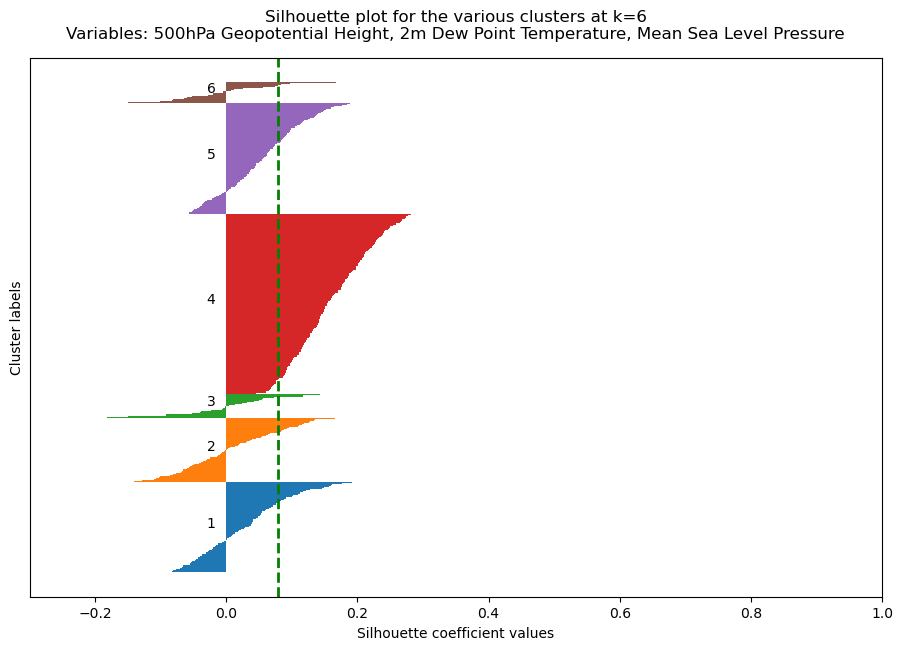 Silhouette plot for the various clusters at k=6
Variables: 500hPa Geopotential Height, 2m Dew Point Temperature, Mean Sea Level Pressure
6
5
4
3
2
1
Cluster labels
−0.2 0.0 0.2 0.4 0.6 0.8 1.0
Silhouette coefficient values